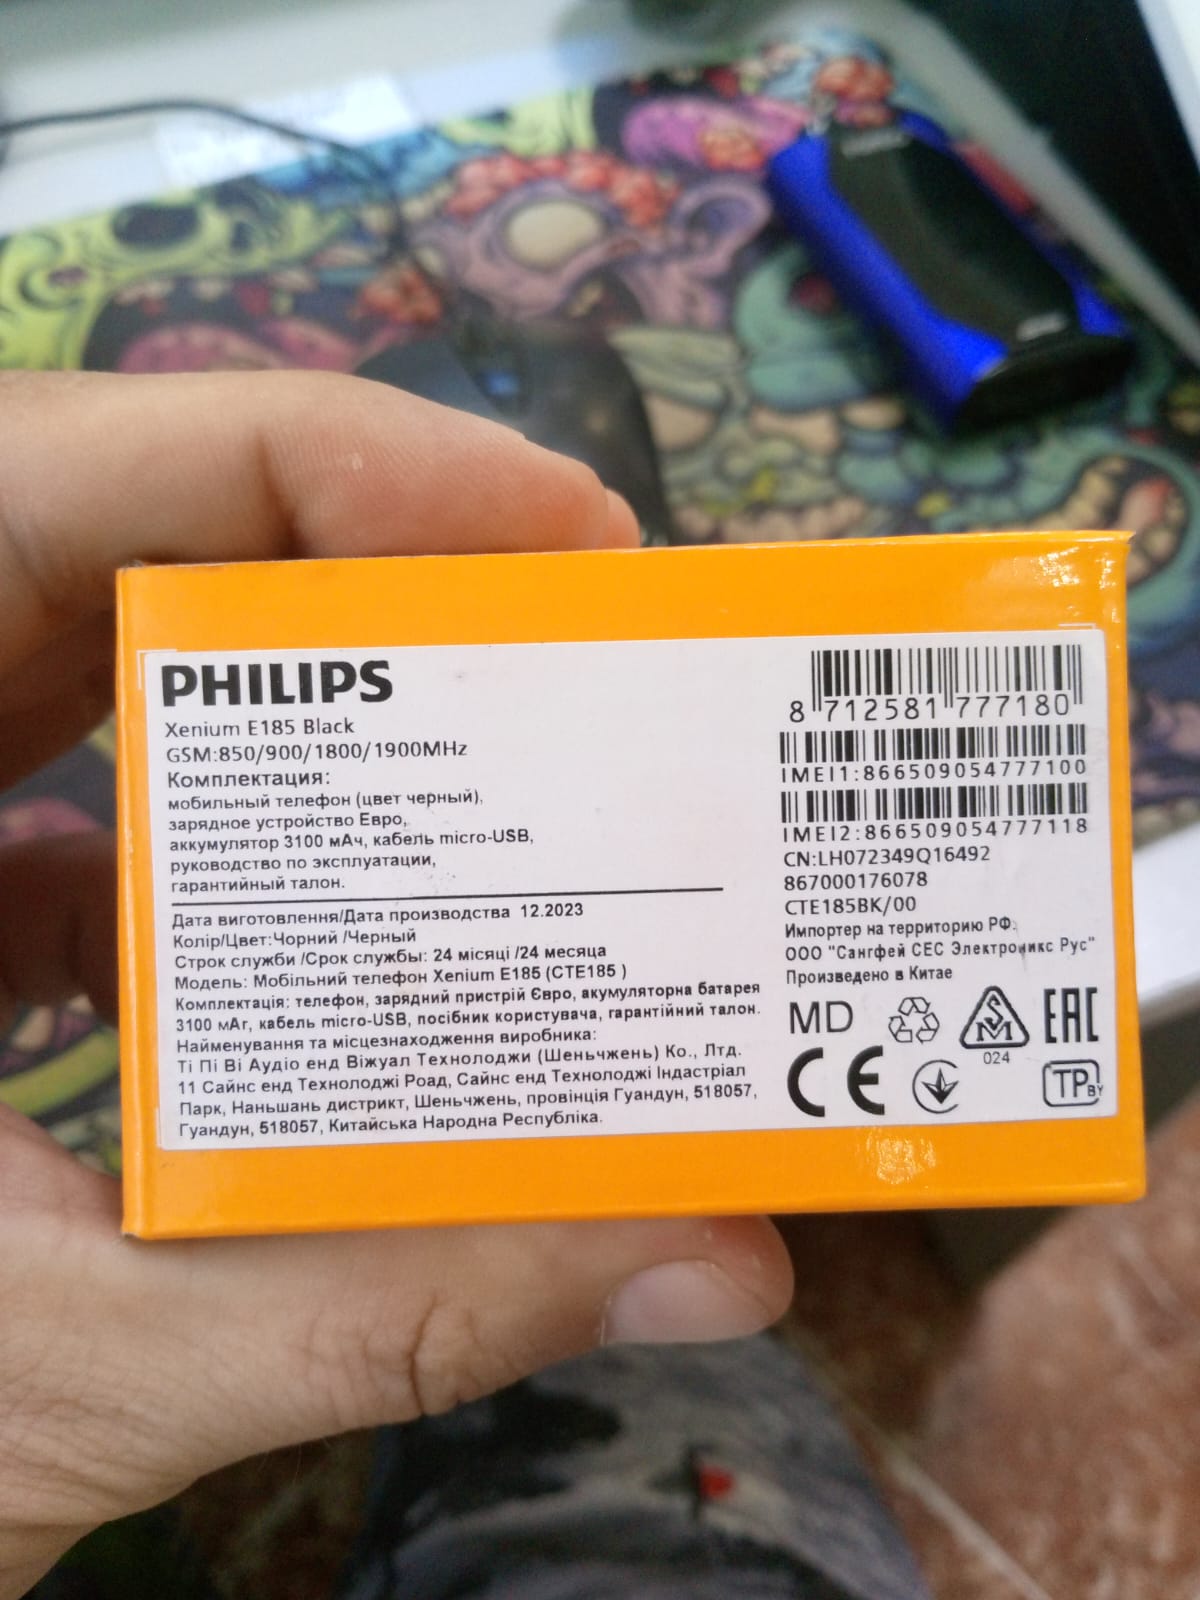 PHILIPS
Xenium E185 Black
GSM:850/900/1800/1900MHz
Комплектация:
мобильный телефон (цвет черный),
зарядное устройство Евро,
аккумулятор 3100 мАч, кабель micro-USB,
руководство по эксплуатации,
гарантийный талон.
Дата виготовлення/Дата производства 12.2023
Колір/Цвет:Чорний /Черный
Строк служби /Срок службы: 24 місяці /24 месяца
Модель: Мобільний телефон Xenium E185 (CTE185 )
Комплектація: телефон, зарядний пристрій Євро, акумуляторна батарея
3100 мАг, кабель micro-USB, посібник користувача, гарантійний талон.
Найменування та місцезнаходження виробника:
Ті Пі Ві Аудіо енд Віжуал Технолоджи (Шеньчжень) Ко., Лтд.
11 Сайнс енд Технолоджі Роад, Сайнс енд Технолоджі Індастріал
Парк, Наньшань дистрикт, Шеньчжень, провінція Гуандун, 518057,
Гуандун, 518057, Китайська Народна Республіка.
8 712581 777180
IMEI1:866509054777100
IMEI2:866509054777118
CN:LH072349Q16492
867000176078
CTE185BK/00
Импортер на территорию РФ:
ООО "Сангфей СЕС Электроникс Рус"
Произведено в Китае
MD
024
EAC
CE
TP BY